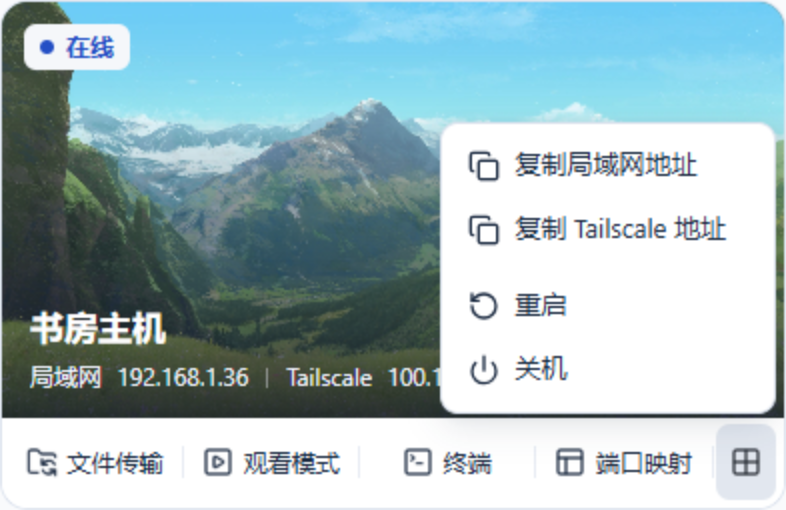 在线
复制局域网地址
复制 Tailscale 地址
重启
关机
书房主机
局域网 192.168.1.36 | Tailscale 100.1
文件传输
观看模式
终端
端口映射